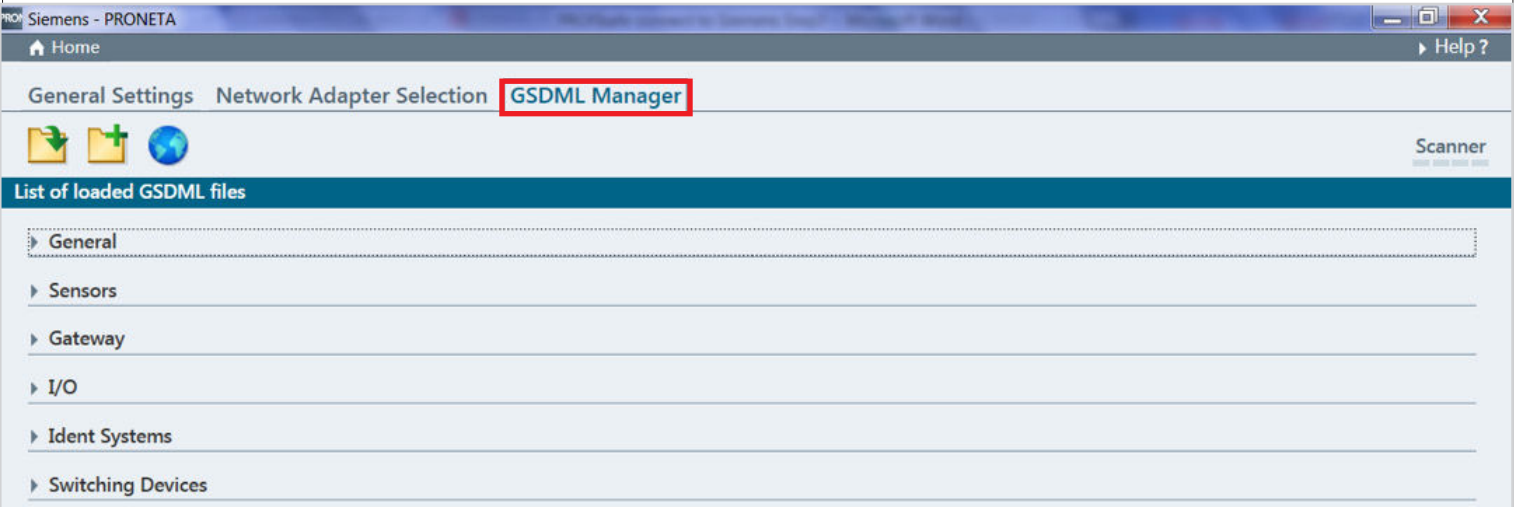 Siemens - PRONETA
Home
Help ?
General Settings Network Adapter Selection GSDML Manager
Scanner
List of loaded GSDML files
General
Sensors
Gateway
I/O
Ident Systems
Switching Devices